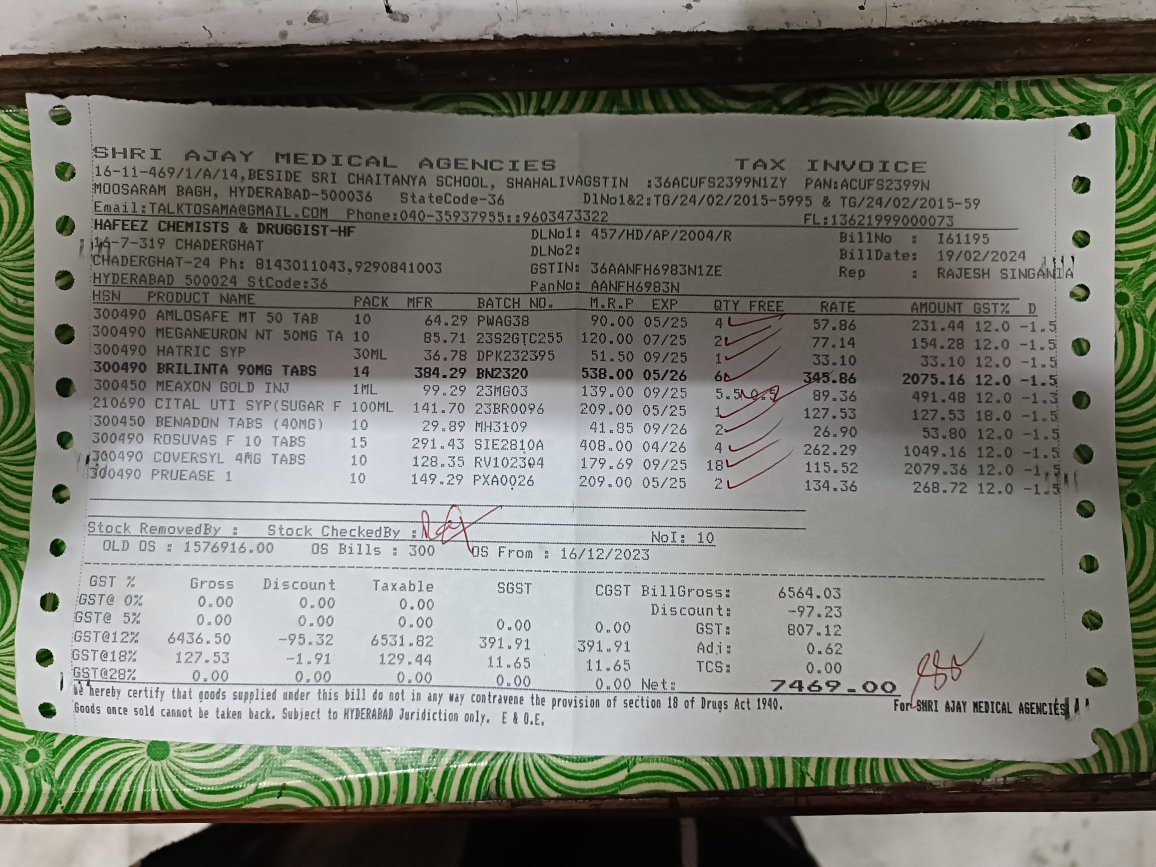 SHRI AJAY MEDICAL AGENCIES TAX INVOICE
16-11-469/1/A/14,BESIDE SRI CHAITANYA SCHOOL, SHAHALIVAGSTIN :36ACUFS2399N1ZY PAN:ACUFS2399N
MOOSARAM BAGH, HYDERABAD-500036 StateCode-36 DlNo1&2:TG/24/02/2015-5995 & TG/24/02/2015-59
Email:TALKTOSAMA@GMAIL.COM Phone:040-35937955::9603473322 FL:13621999000073
HAFEEZ CHEMISTS & DRUGGIST-HF DLNo1: 457/HD/AP/2004/R BillNo : I61195
16-7-319 CHADERGHAT DLNo2: BillDate: 19/02/2024
CHADERGHAT-24 Ph: 8143011043,9290841003 GSTIN: 36AANFH6983N1ZE Rep : RAJESH SINGANIA
HYDERABAD 500024 StCode:36 PanNo: AANFH6983N
HSN PRODUCT NAME PACK MFR BATCH NO. M.R.P EXP QTY FREE RATE AMOUNT GST% D
300490 AMLOSAFE MT 50 TAB 10 64.29 PWAG38 90.00 05/25 4 57.86 231.44 12.0 -1.5
300490 MEGANEURON NT 50MG TA 10 85.71 23S2GTC255 120.00 07/25 2 77.14 154.28 12.0 -1.5
300490 HATRIC SYP 30ML 36.78 DPK232395 51.50 09/25 1 33.10 33.10 12.0 -1.5
300490 BRILINTA 90MG TABS 14 384.29 BN2320 538.00 05/26 6 345.86 2075.16 12.0 -1.5
300450 MEAXON GOLD INJ 1ML 99.29 23MG03 139.00 09/25 5.5 0.5 89.36 491.48 12.0 -1.3
210690 CITAL UTI SYP(SUGAR F 100ML 141.70 23BR0096 209.00 05/25 1 127.53 127.53 18.0 -1.5
300450 BENADON TABS (40MG) 10 29.89 MH3109 41.85 09/26 2 26.90 53.80 12.0 -1.5
300490 ROSUVAS F 10 TABS 15 291.43 SIE2810A 408.00 04/26 4 262.29 1049.16 12.0 -1.5
300490 COVERSYL 4MG TABS 10 128.35 RV102304 179.69 09/25 18 115.52 2079.36 12.0 -1.5
300490 PRUEASE 1 10 149.29 PXA0026 209.00 05/25 2 134.36 268.72 12.0 -1.5
Stock RemovedBy : Stock CheckedBy : NoI: 10
OLD OS : 1576916.00 OS Bills : 300 OS From : 16/12/2023
GST % Gross Discount Taxable SGST CGST BillGross: 6564.03
GST@ 0% 0.00 0.00 0.00 Discount: -97.23
GST@ 5% 0.00 0.00 0.00 0.00 0.00 GST: 807.12
GST@12% 6436.50 -95.32 6531.82 391.91 391.91 Adj: 0.62
GST@18% 127.53 -1.91 129.44 11.65 11.65 TCS: 0.00
GST@28% 0.00 0.00 0.00 0.00 0.00 Net: 7469.00
We hereby certify that goods supplied under this bill do not in any way contravene the provision of section 18 of Drugs Act 1940.
Goods once sold cannot be taken back. Subject to HYDERABAD Juridiction only. E & O.E. For SHRI AJAY MEDICAL AGENCIES